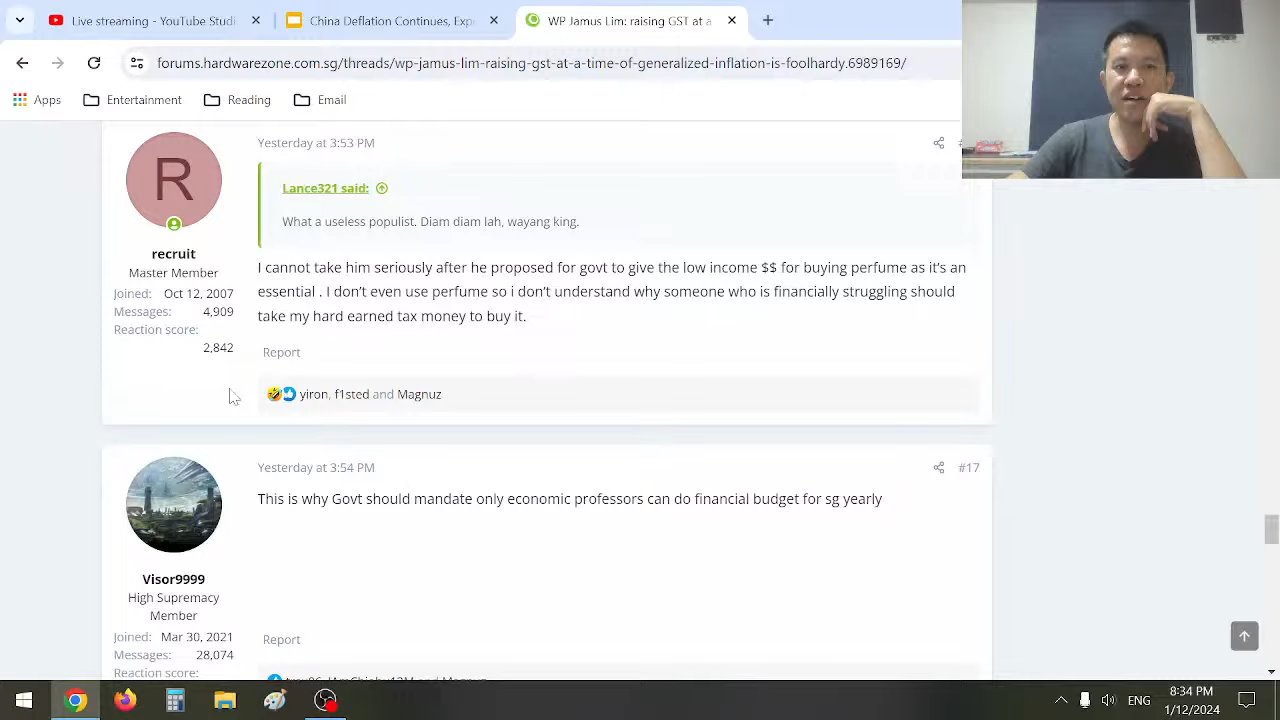 Live streaming - YouTube Studi
China Deflation Continues, Exp
WP Jamus Lim: raising GST at a
forums.hardwarezone.com.sg/threads/wp-jamus-lim-raising-gst-at-a-time-of-generalized-inflation-is-foolhardy.6989169/
Apps Entertainment Reading Email
Yesterday at 3:53 PM
R
Lance321 said:
What a useless populist. Diam diam lah, wayang king.
recruit
Master Member
Joined: Oct 12, 2007
Messages: 4,909
Reaction score:
2,842
I cannot take him seriously after he proposed for govt to give the low income $$ for buying perfume as it's an
essential . I don't even use perfume so i don't understand why someone who is financially struggling should
take my hard earned tax money to buy it.
Report
yiron, f1sted and Magnuz
Yesterday at 3:54 PM
#17
This is why Govt should mandate only economic professors can do financial budget for sg yearly
Visor9999
High Supremacy
Member
Joined: Mar 30, 2021
Messages: 28,074
Reaction score:
Report
and Magnuz
ENG
8:34 PM
1/12/2024